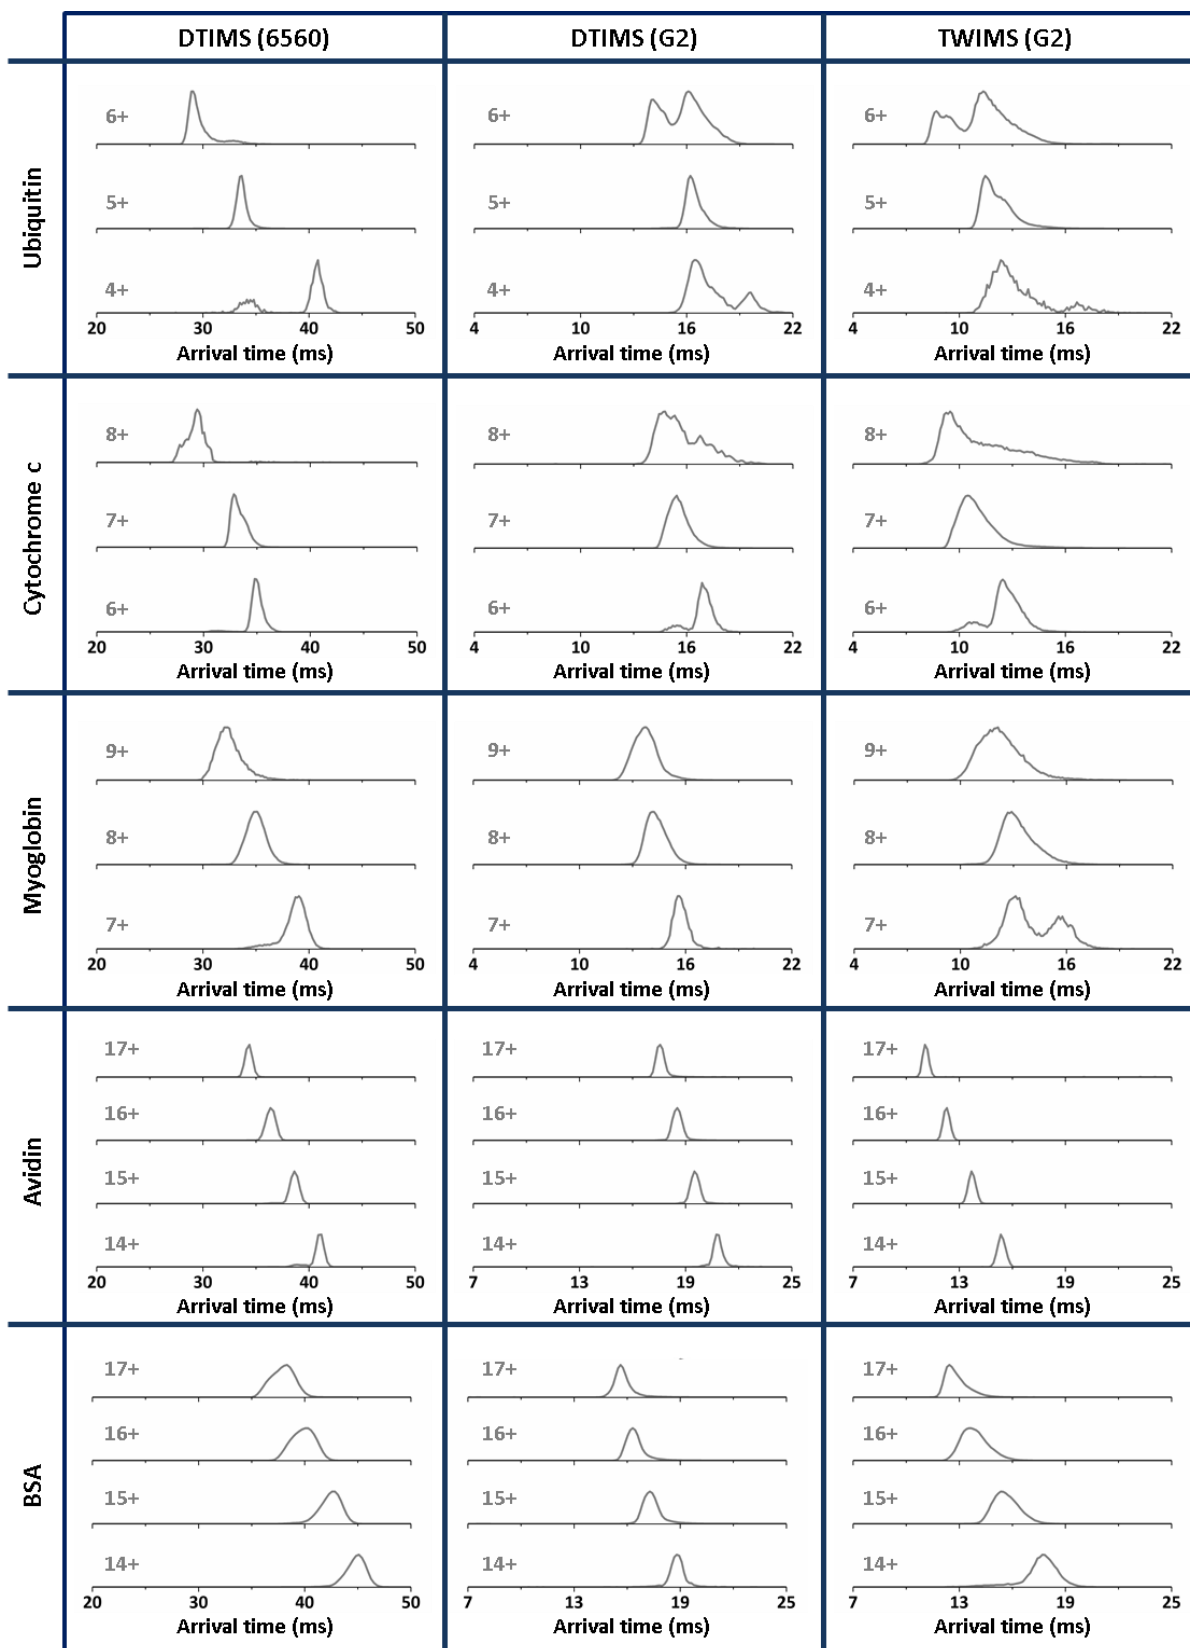 DTIMS (6560) DTIMS (G2) TWIMS (G2)
Ubiquitin
6+ 6+ 6+
5+ 5+ 5+
4+ 4+ 4+
20 30 40 50 4 10 16 22 4 10 16 22
Arrival time (ms) Arrival time (ms) Arrival time (ms)
Cytochrome c
8+ 8+ 8+
7+ 7+ 7+
6+ 6+ 6+
20 30 40 50 4 10 16 22 4 10 16 22
Arrival time (ms) Arrival time (ms) Arrival time (ms)
Myoglobin
9+ 9+ 9+
8+ 8+ 8+
7+ 7+ 7+
20 30 40 50 4 10 16 22 4 10 16 22
Arrival time (ms) Arrival time (ms) Arrival time (ms)
Avidin
17+ 17+ 17+
16+ 16+ 16+
15+ 15+ 15+
14+ 14+ 14+
20 30 40 50 7 13 19 25 7 13 19 25
Arrival time (ms) Arrival time (ms) Arrival time (ms)
BSA
17+ 17+ 17+
16+ 16+ 16+
15+ 15+ 15+
14+ 14+ 14+
20 30 40 50 7 13 19 25 7 13 19 25
Arrival time (ms) Arrival time (ms) Arrival time (ms)